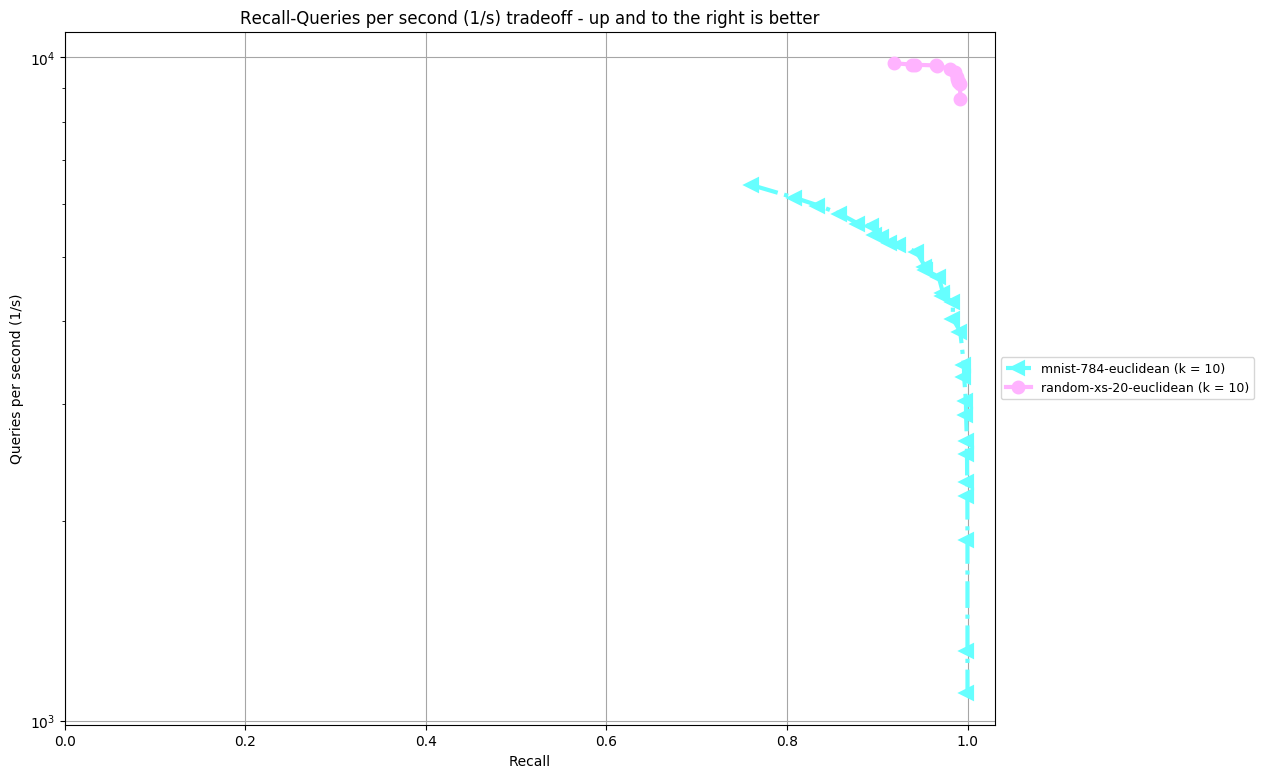 Recall-Queries per second (1/s) tradeoff - up and to the right is better
10⁴
10³
Queries per second (1/s)
0.0 0.2 0.4 0.6 0.8 1.0
Recall
mnist-784-euclidean (k = 10)
random-xs-20-euclidean (k = 10)